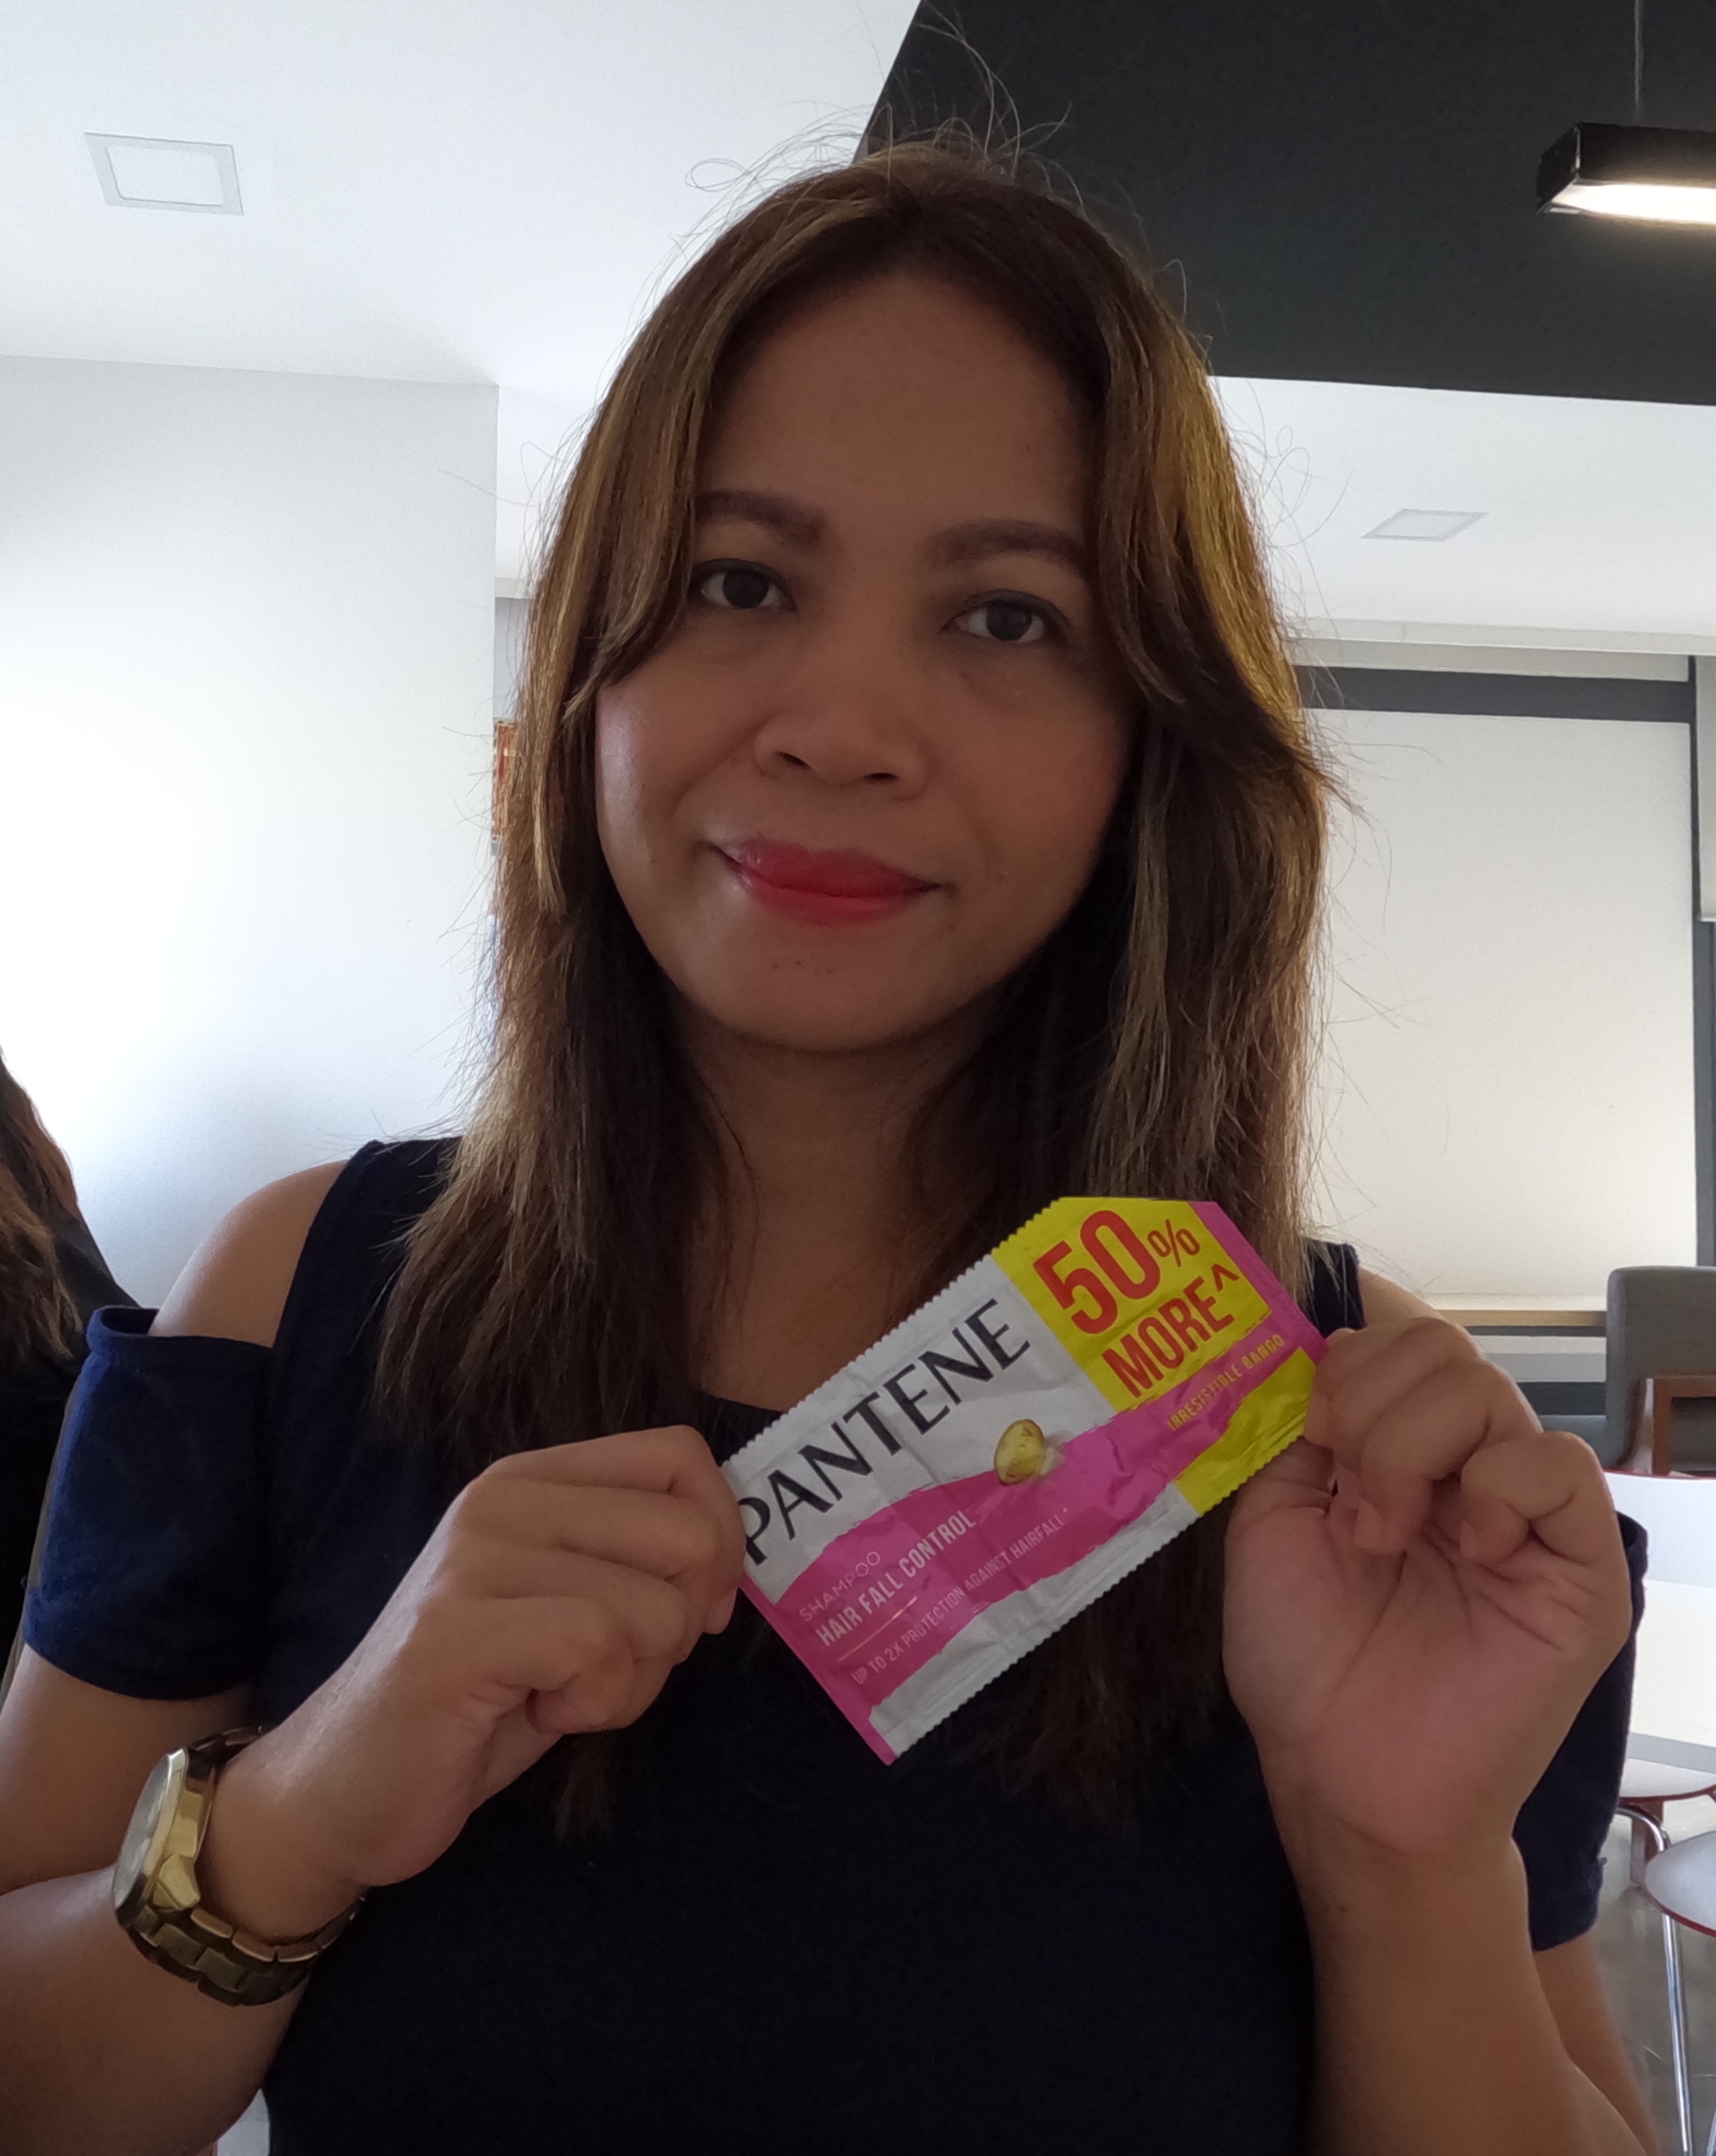 PANTENE
50%
MORE^
IRRESISTIBLE BANGO
SHAMPOO
HAIR FALL CONTROL
UP TO 2X PROTECTION AGAINST HAIRFALL*